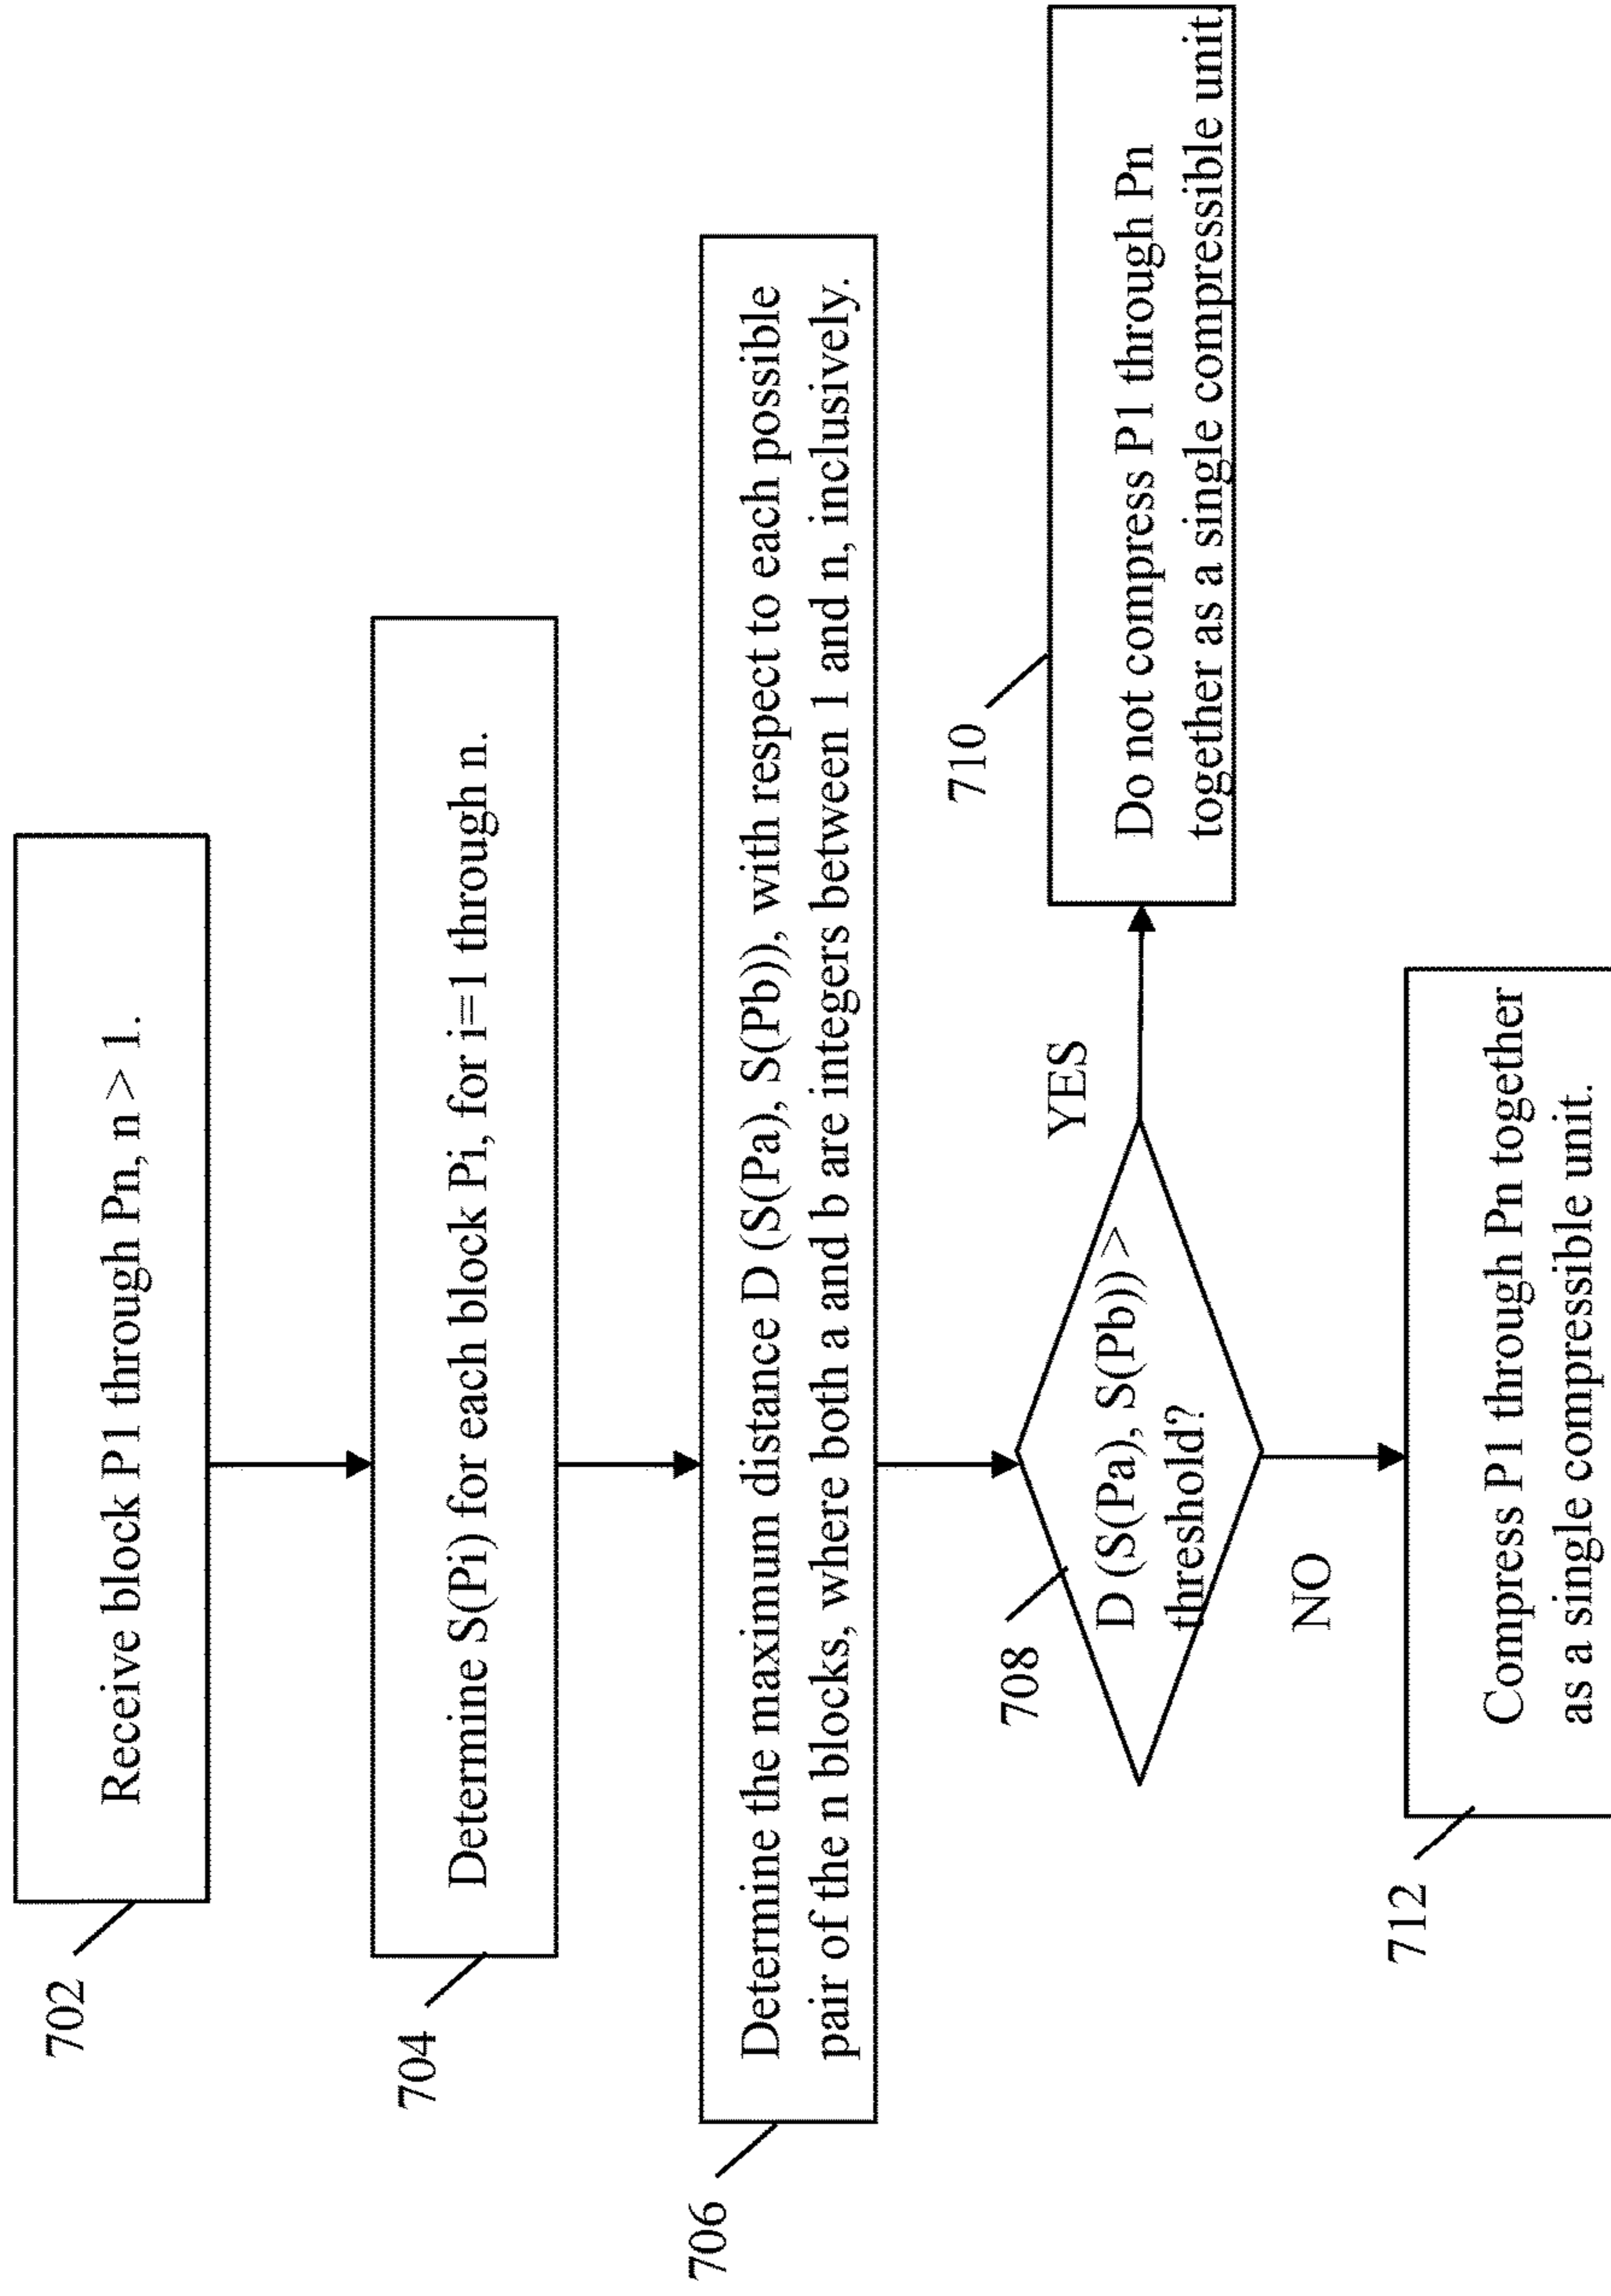 702
Receive block P1 through Pn, n > 1.
704
Determine S(Pi) for each block Pi, for i=1 through n.
706
Determine the maximum distance D (S(Pa), S(Pb)), with respect to each possible
pair of the n blocks, where both a and b are integers between 1 and n, inclusively.
708
D (S(Pa), S(Pb)) >
threshold?
YES
710
Do not compress P1 through Pn
together as a single compressible unit.
NO
712
Compress P1 through Pn together
as a single compressible unit.